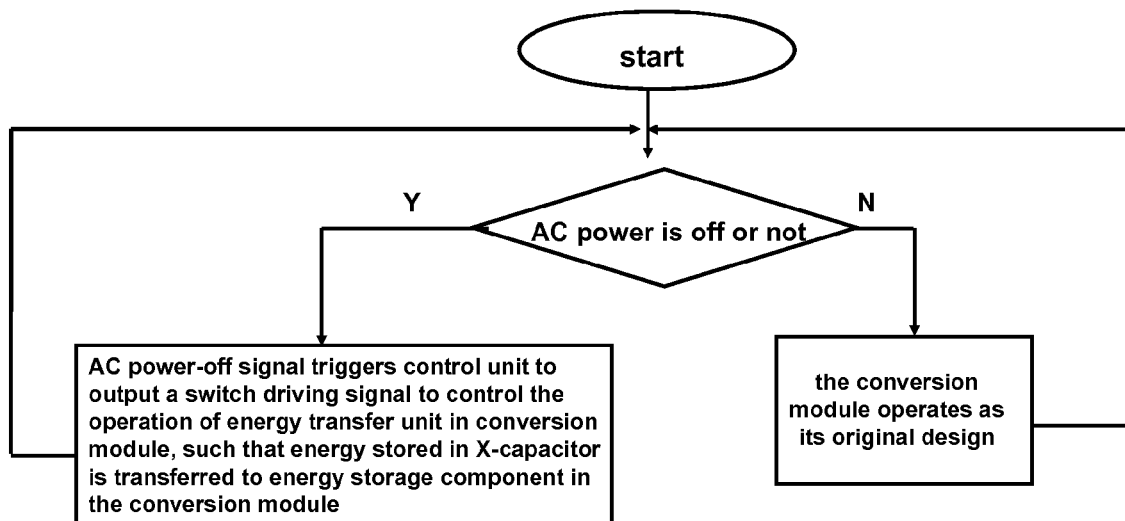 start
Y
N
AC power is off or not
AC power-off signal triggers control unit to
output a switch driving signal to control the
operation of energy transfer unit in conversion
module, such that energy stored in X-capacitor
is transferred to energy storage component in
the conversion module
the conversion
module operates as
its original design